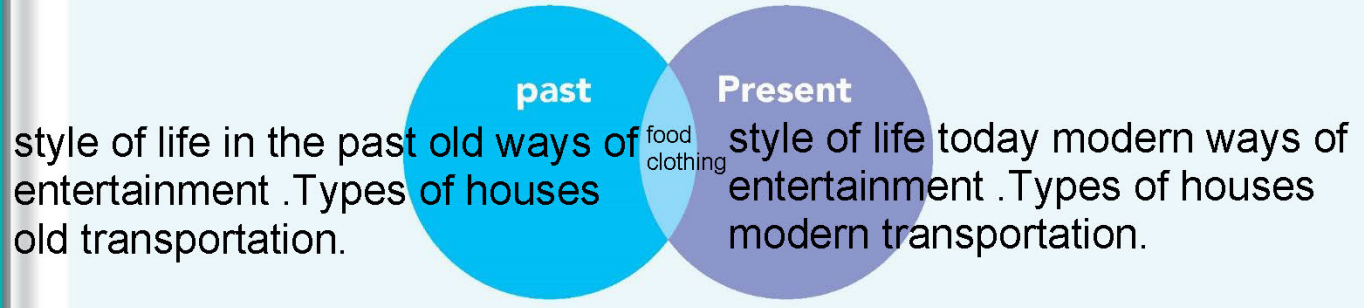 past
style of life in the past old ways of
entertainment .Types of houses
old transportation.
food
clothing
Present
style of life today modern ways of
entertainment .Types of houses
modern transportation.